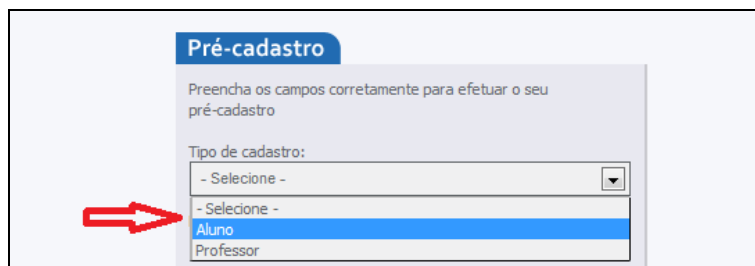 Pré-cadastro
Preencha os campos corretamente para efetuar o seu
pré-cadastro
Tipo de cadastro:
- Selecione -
- Selecione -
Aluno
Professor